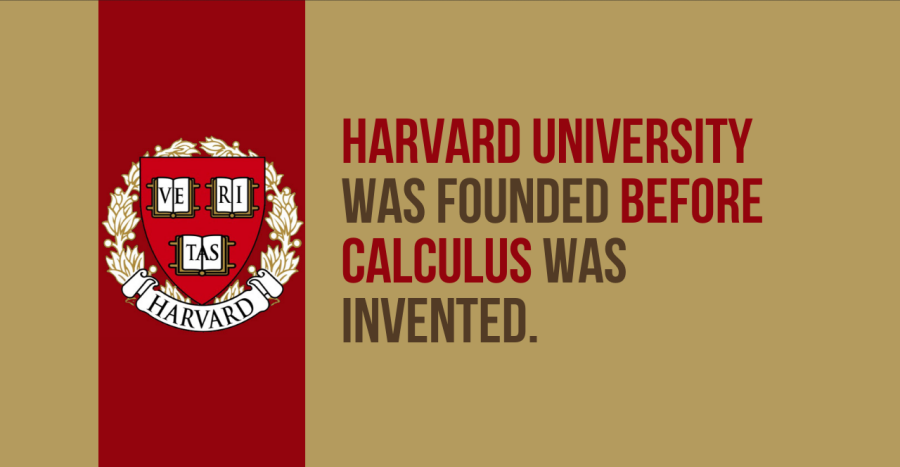 VE RI
TAS
HARVARD
HARVARD UNIVERSITY
WAS FOUNDED BEFORE
CALCULUS WAS
INVENTED.